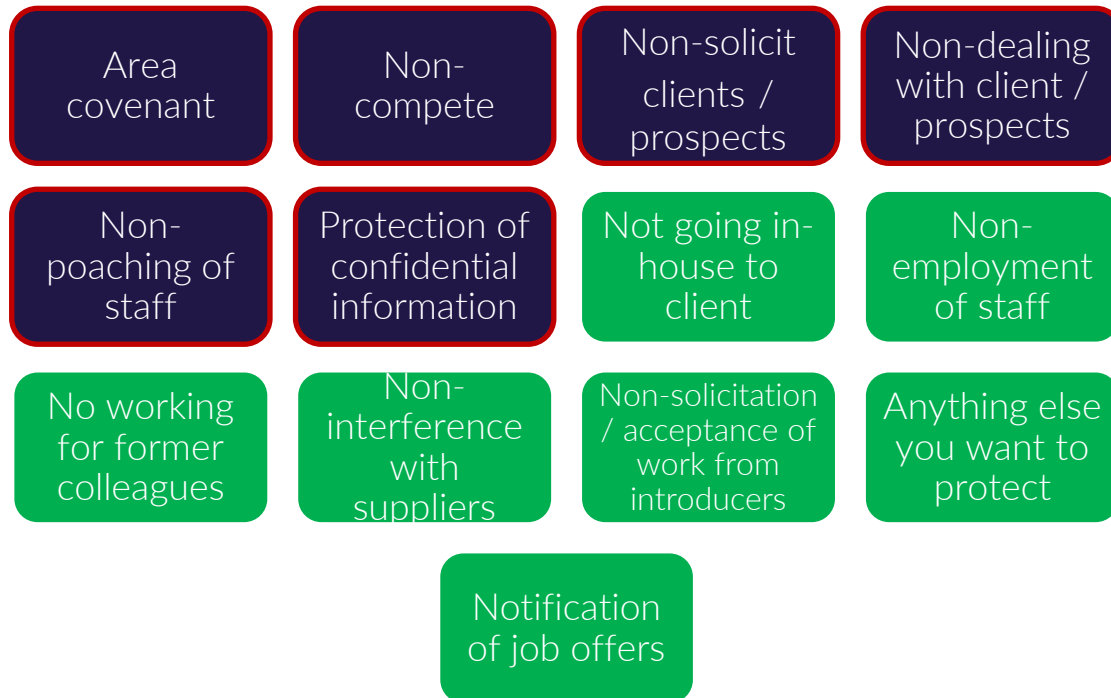 Area
covenant
Non-
compete
Non-solicit
clients /
prospects
Non-dealing
with client /
prospects
Non-
poaching of
staff
Protection of
confidential
information
Not going in-
house to
client
Non-
employment
of staff
No working
for former
colleagues
Non-
interference
with
suppliers
Non-solicitation
/ acceptance of
work from
introducers
Anything else
you want to
protect
Notification
of job offers